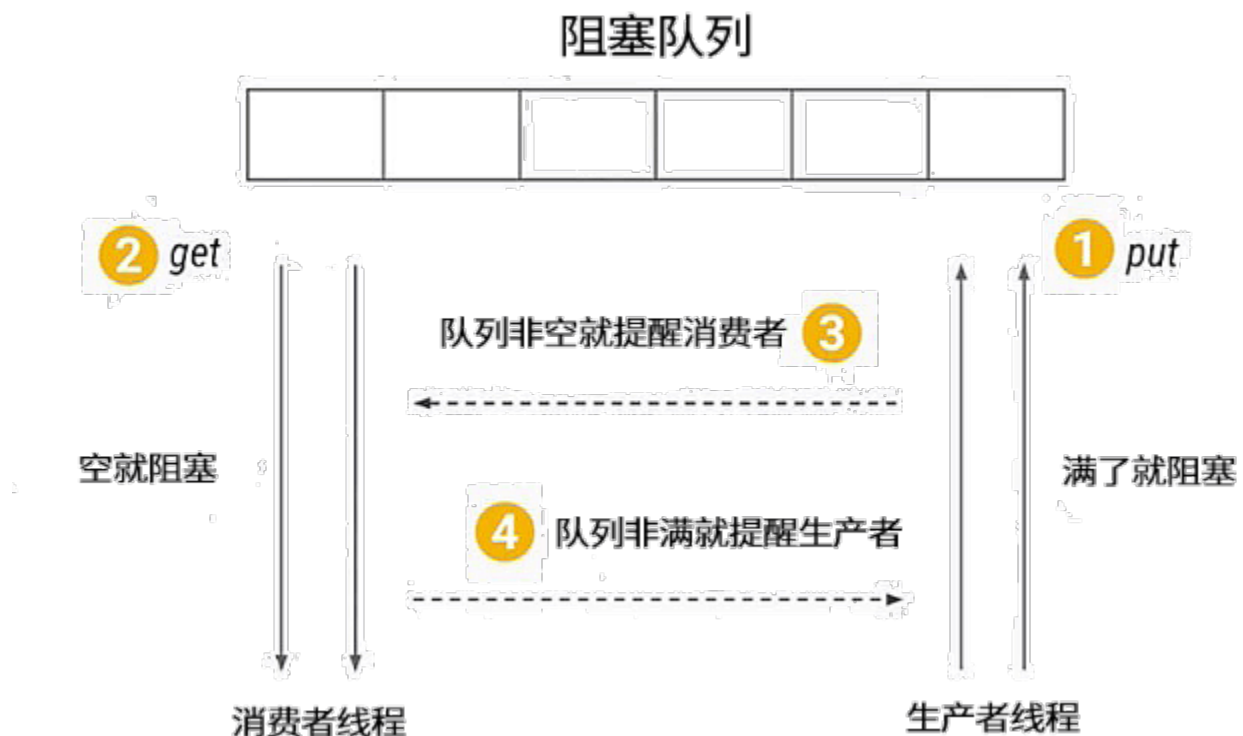 阻塞队列
2 get
1 put
队列非空就提醒消费者 3
空就阻塞
满了就阻塞
4 队列非满就提醒生产者
消费者线程
生产者线程